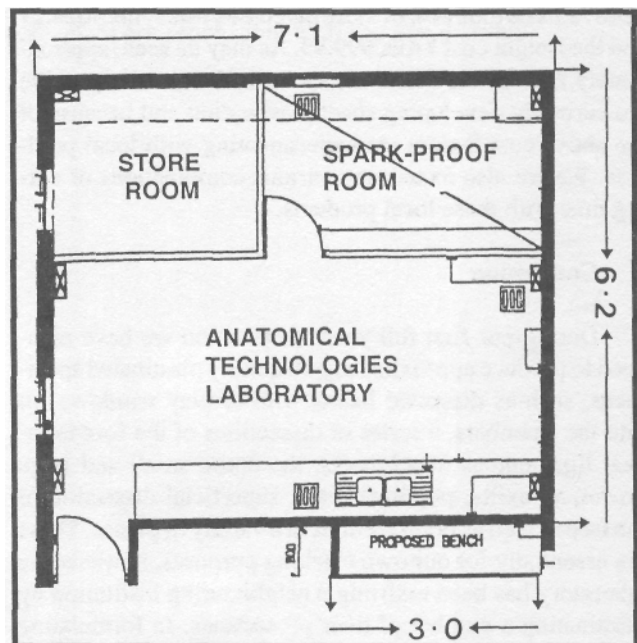 7·1
STORE
ROOM
SPARK-PROOF
ROOM
6·2
ANATOMICAL
TECHNOLOGIES
LABORATORY
PROPOSED BENCH
3·0